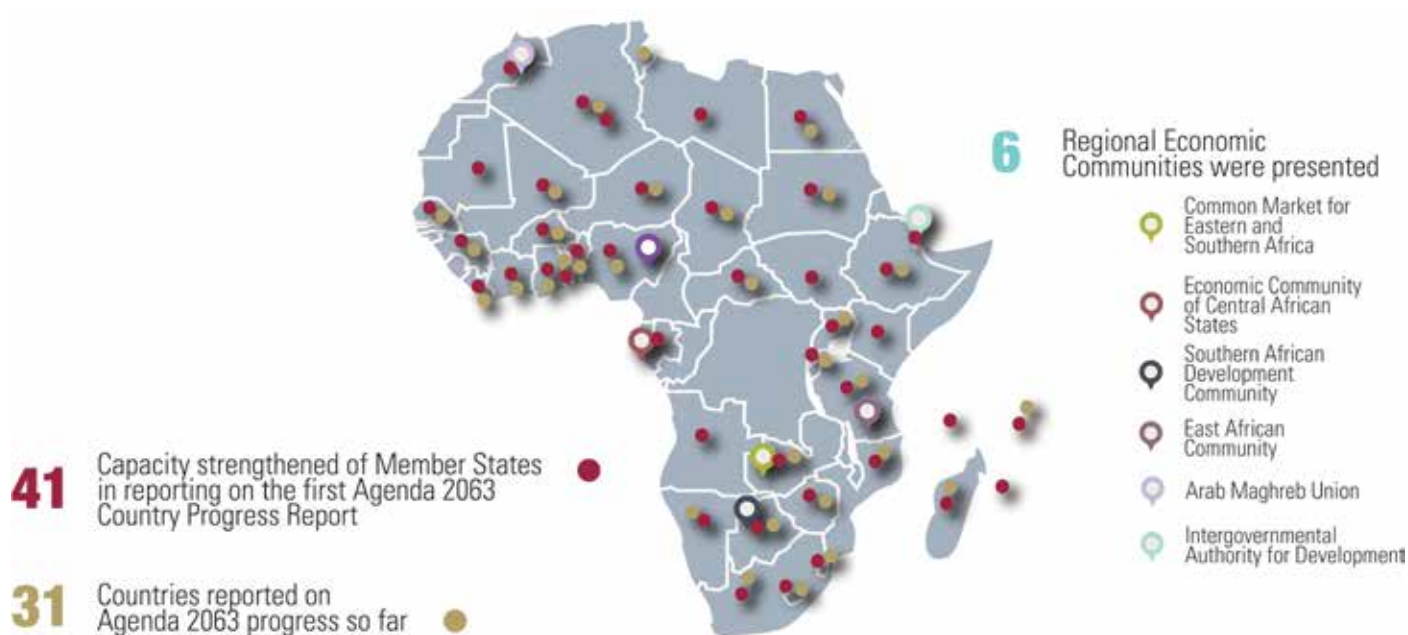 6
Regional Economic
Communities were presented
Common Market for
Eastern and
Southern Africa
Economic Community
of Central African
States
Southern African
Development
Community
East African
Community
Arab Maghreb Union
Intergovernmental
Authority for Development
41
Capacity strengthened of Member States
in reporting on the first Agenda 2063
Country Progress Report
31
Countries reported on
Agenda 2063 progress so far